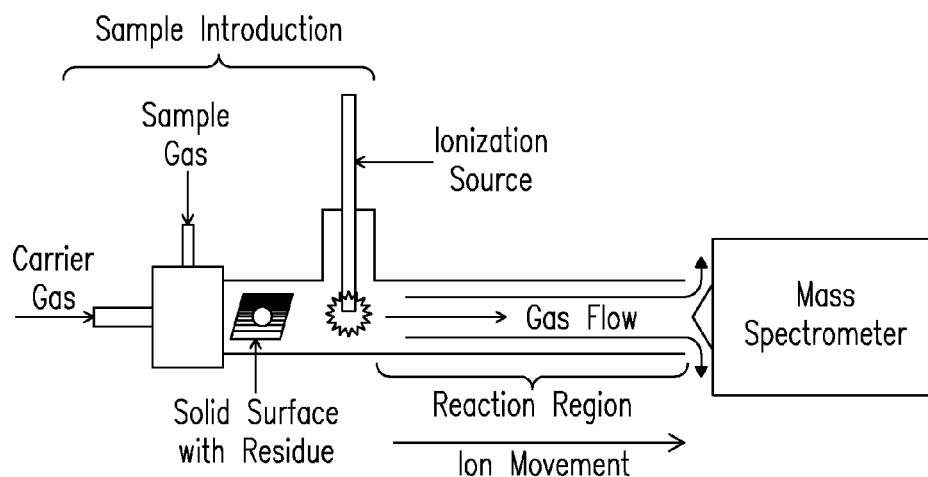 Sample Introduction
Sample
Gas
Ionization
Source
Carrier
Gas
Gas Flow
Mass
Spectrometer
Solid Surface
with Residue
Reaction Region
Ion Movement